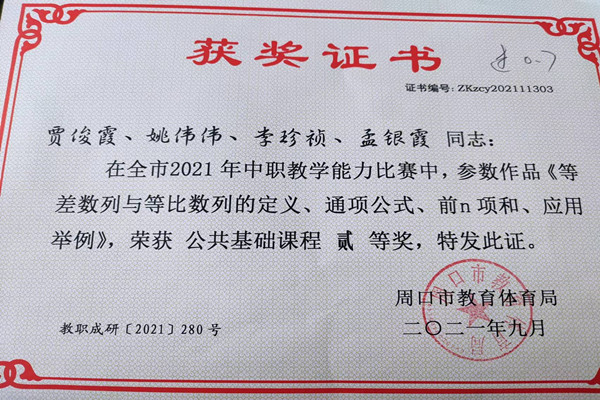 获奖证书
进 0.7
证书编号: ZKzcy202111303
贾俊霞、姚伟伟、李珍祯、孟银霞 同志:
在全市2021年中职教学能力比赛中,参数作品《等
差数列与等比数列的定义、通项公式、前n项和、应用
举例》,荣获 公共基础课程 贰 等奖,特发此证。
周口市教育体育局
二〇二一年九月
教职成研〔2021〕280号